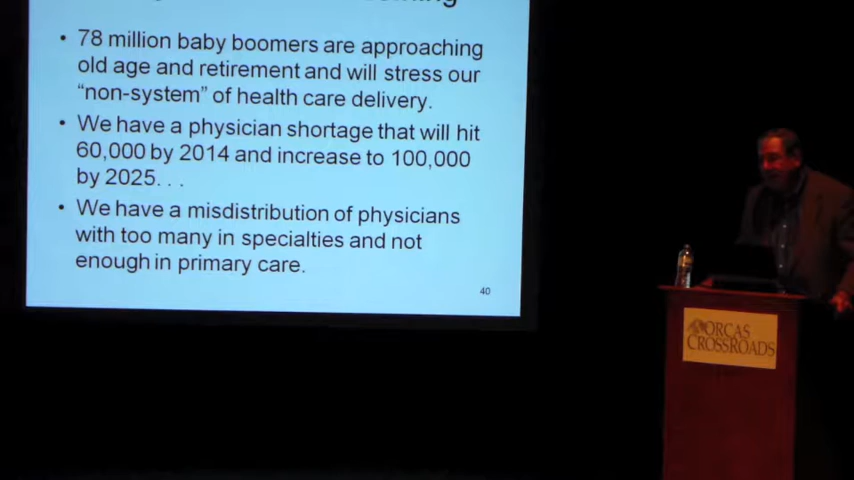 • 78 million baby boomers are approaching
old age and retirement and will stress our
“non-system” of health care delivery.
• We have a physician shortage that will hit
60,000 by 2014 and increase to 100,000
by 2025. . .
• We have a misdistribution of physicians
with too many in specialties and not
enough in primary care.
40
ORCAS
CROSSROADS